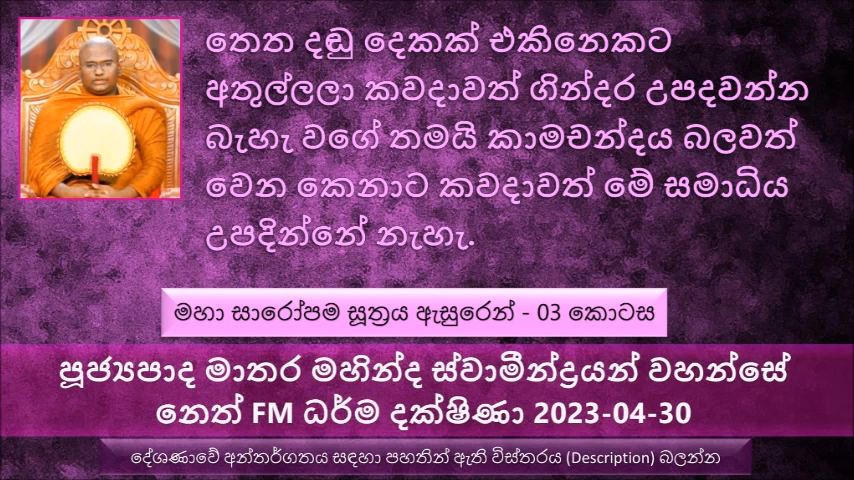 තෙත දඬු දෙකක් එකිනෙකට
අතුල්ලලා කවදාවත් ගින්දර උපදවන්න
බැහැ වගේ තමයි කාමචන්දය බලවත්
වෙන කෙනාට කවදාවත් මේ සමාධිය
උපදින්නේ නැහැ.
මහා සාරෝපම සූත්‍රය ඇසුරෙන් - 03 කොටස
පූජ්‍යපාද මාතර මහින්ද ස්වාමීන්ද්‍රයන් වහන්සේ
නෙත් FM ධර්ම දක්ෂිණා 2023-04-30
දේශණාවේ අන්තර්ගතය සඳහා පහතින් ඇති විස්තරය (Description) බලන්න